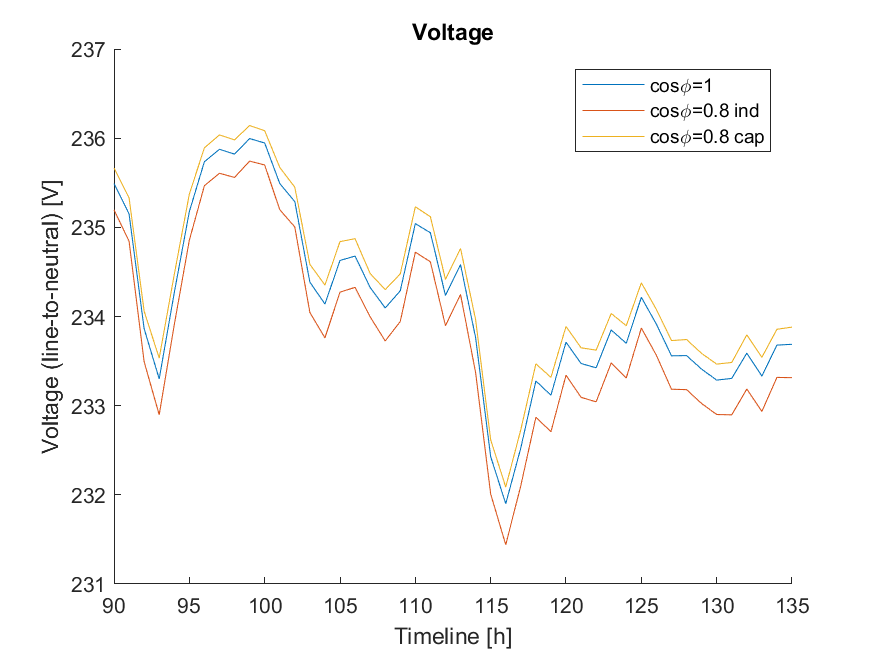 Voltage
237
236
235
234
233
232
231
Voltage (line-to-neutral) [V]
cosϕ=1
cosϕ=0.8 ind
cosϕ=0.8 cap
90 95 100 105 110 115 120 125 130 135
Timeline [h]